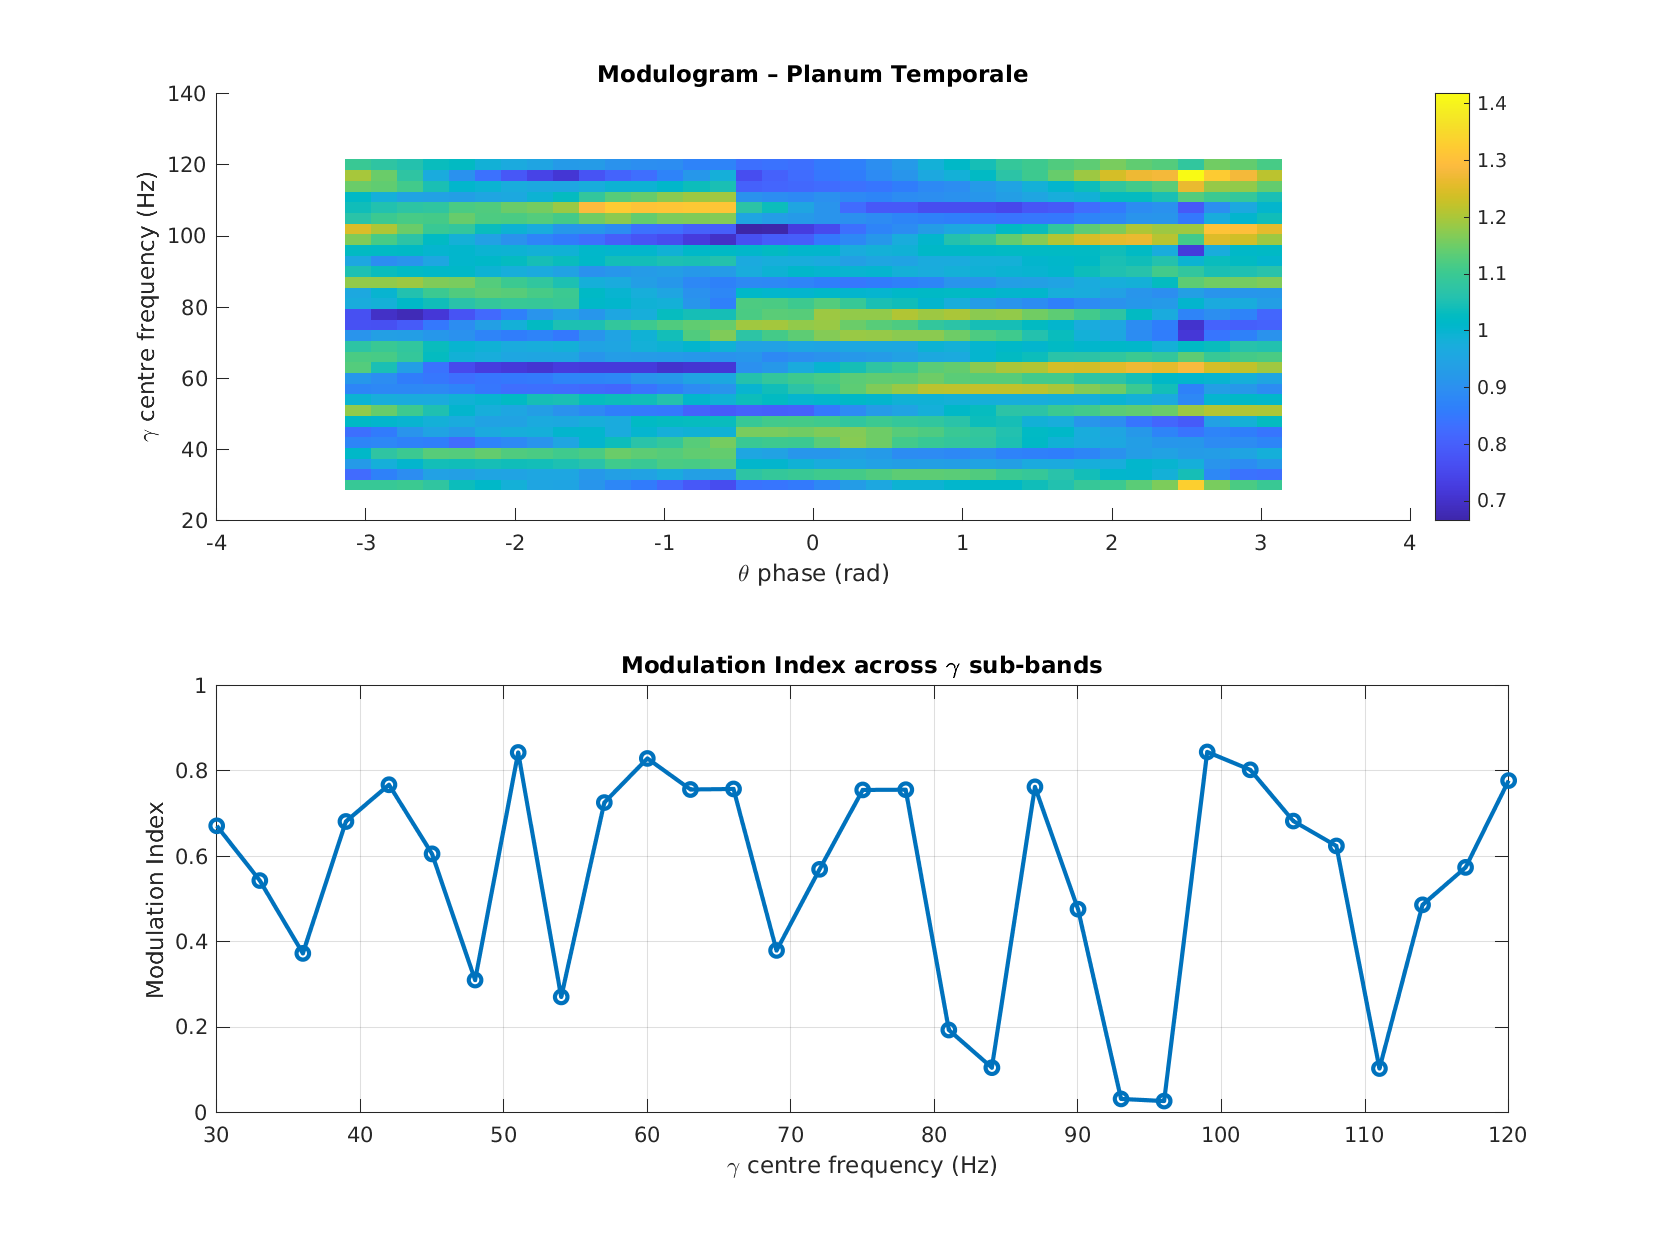 Modulogram – Planum Temporale
140
120
100
80
60
40
20
γ centre frequency (Hz)
-4 -3 -2 -1 0 1 2 3 4
θ phase (rad)
1.4
1.3
1.2
1.1
1
0.9
0.8
0.7
Modulation Index across γ sub-bands
1
0.8
0.6
0.4
0.2
0
Modulation Index
30 40 50 60 70 80 90 100 110 120
γ centre frequency (Hz)